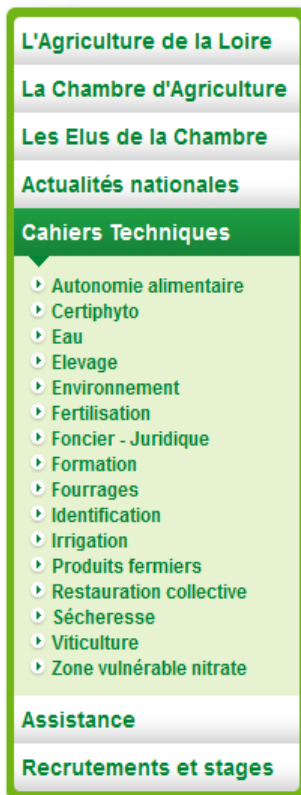 L'Agriculture de la Loire
La Chambre d'Agriculture
Les Elus de la Chambre
Actualités nationales
Cahiers Techniques
Autonomie alimentaire
Certiphyto
Eau
Elevage
Environnement
Fertilisation
Foncier - Juridique
Formation
Fourrages
Identification
Irrigation
Produits fermiers
Restauration collective
Sécheresse
Viticulture
Zone vulnérable nitrate
Assistance
Recrutements et stages